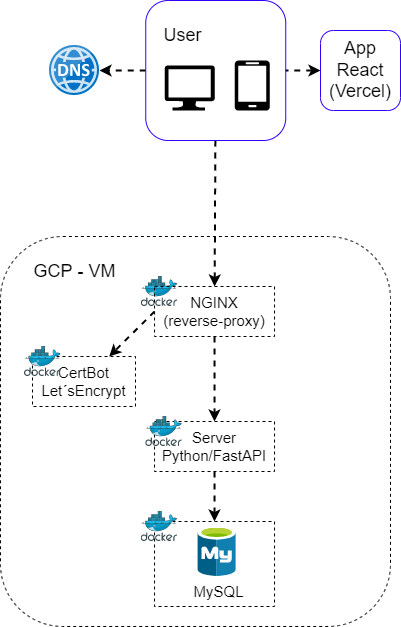 User
DNS
App
React
(Vercel)
GCP - VM
docker
NGINX
(reverse-proxy)
docker
CertBot
Let´sEncrypt
docker
Server
Python/FastAPI
docker
My
MySQL